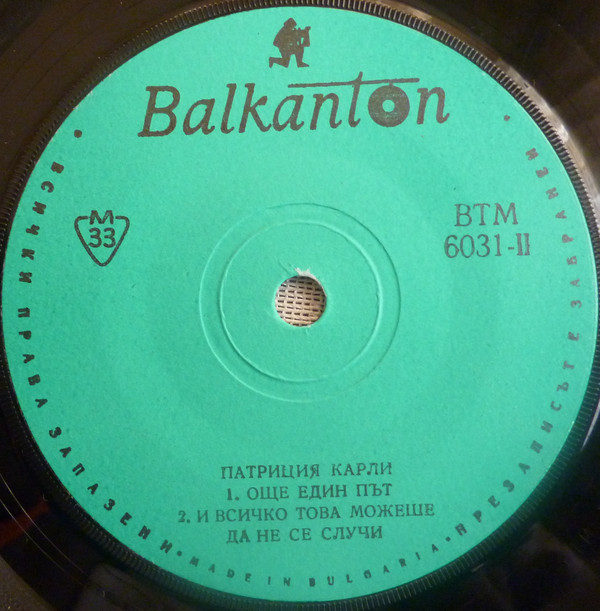 Balkanton
M
33
ВТМ
6031-II
ПАТРИЦИЯ КАРЛИ
1. ОЩЕ ЕДИН ПЪТ
2. И ВСИЧКО ТОВА МОЖЕШЕ
ДА НЕ СЕ СЛУЧИ
• ВСИЧКИ ПРАВА ЗАПАЗЕНИ • MADE IN BULGARIA • ПРЕЗАПИСЪТ Е ЗАБРАНЕН •